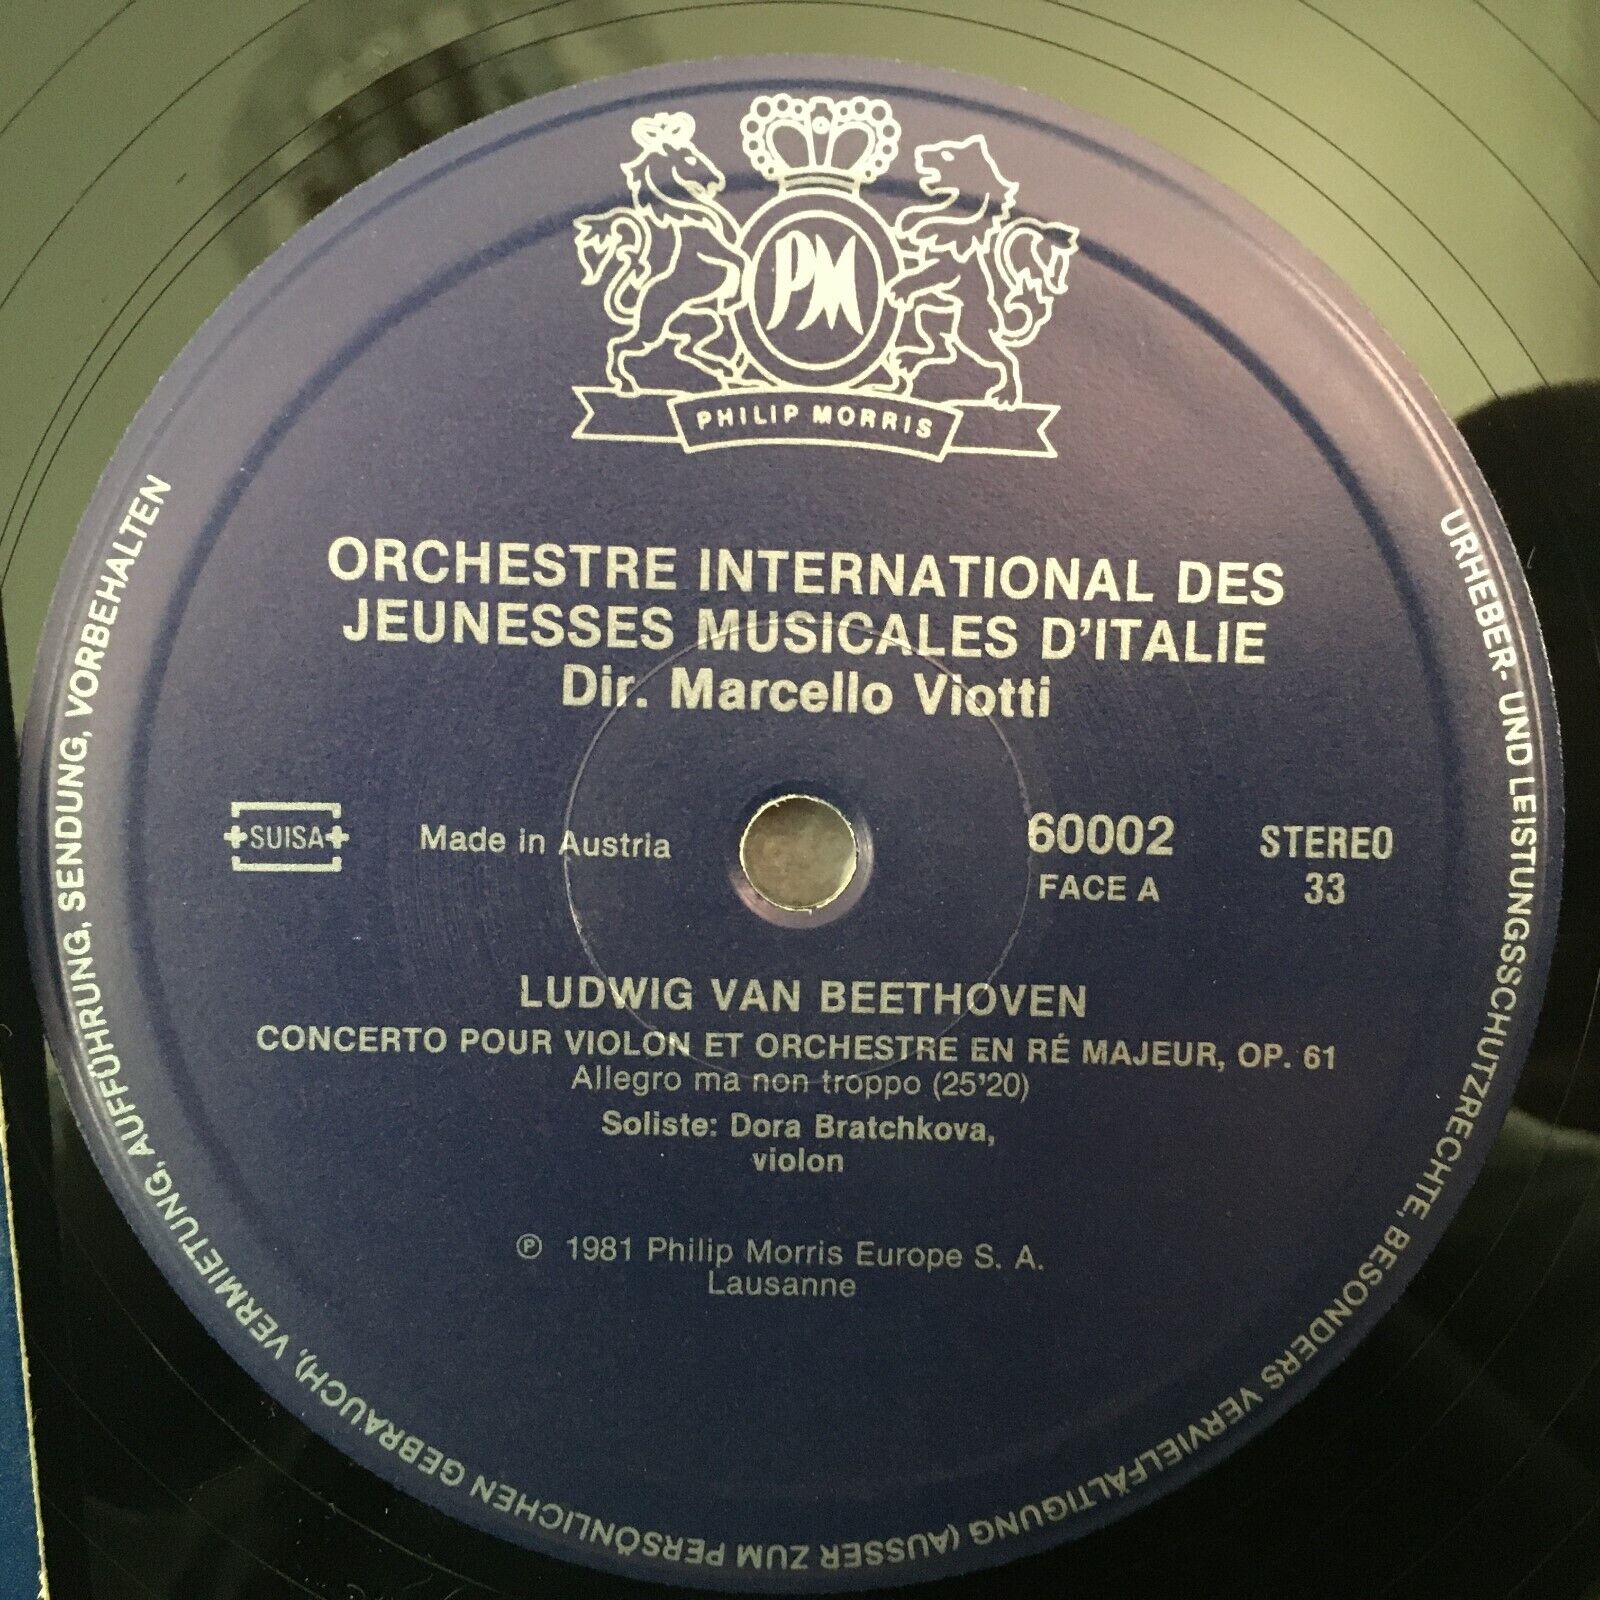 PM
PHILIP MORRIS
ORCHESTRE INTERNATIONAL DES
JEUNESSES MUSICALES D'ITALIE
Dir. Marcello Viotti
+SUISA+
Made in Austria
60002
FACE A
STEREO
33
LUDWIG VAN BEETHOVEN
CONCERTO POUR VIOLON ET ORCHESTRE EN RÉ MAJEUR, OP. 61
Allegro ma non troppo (25'20)
Soliste: Dora Bratchkova,
violon
℗ 1981 Philip Morris Europe S. A.
Lausanne
URHEBER- UND LEISTUNGSSCHUTZRECHTE, BESONDERS VERVIELFÄLTIGUNG (AUSSER ZUM PERSÖNLICHEN GEBRAUCH), VERMIETUNG, AUFFÜHRUNG, SENDUNG, VORBEHALTEN